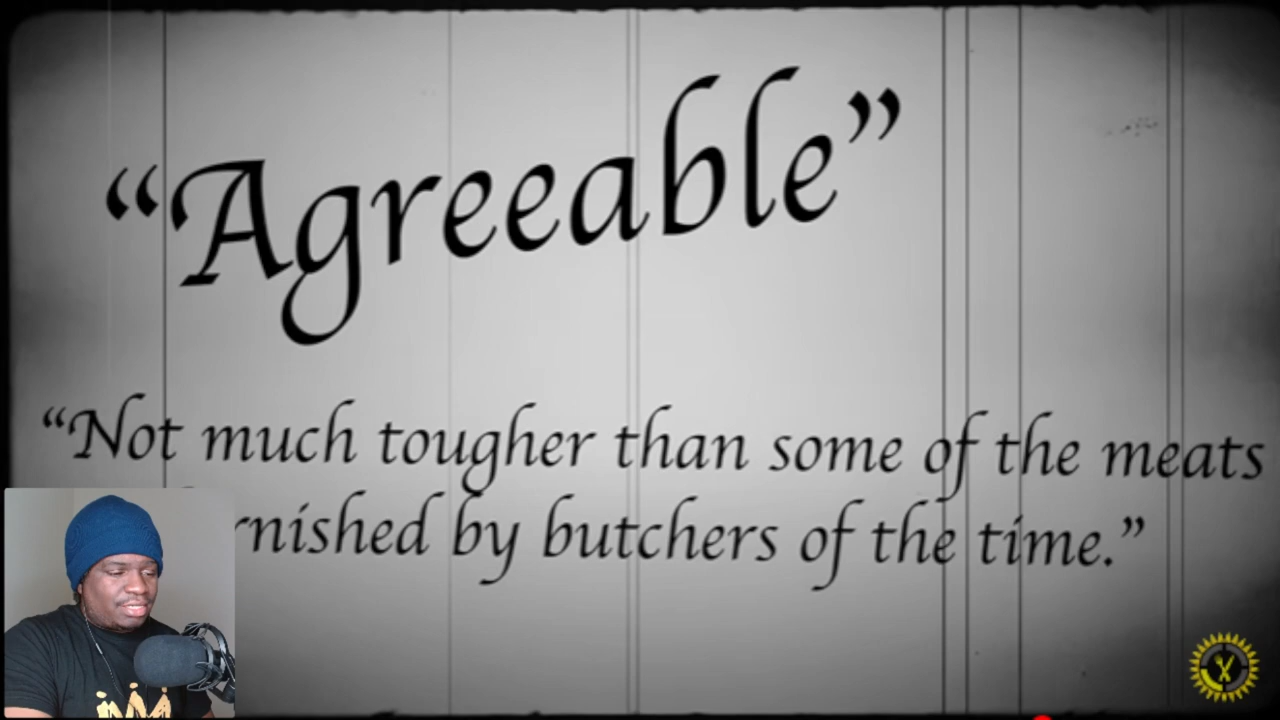 “Agreeable”
“Not much tougher than some of the meats
by butchers of the time.”